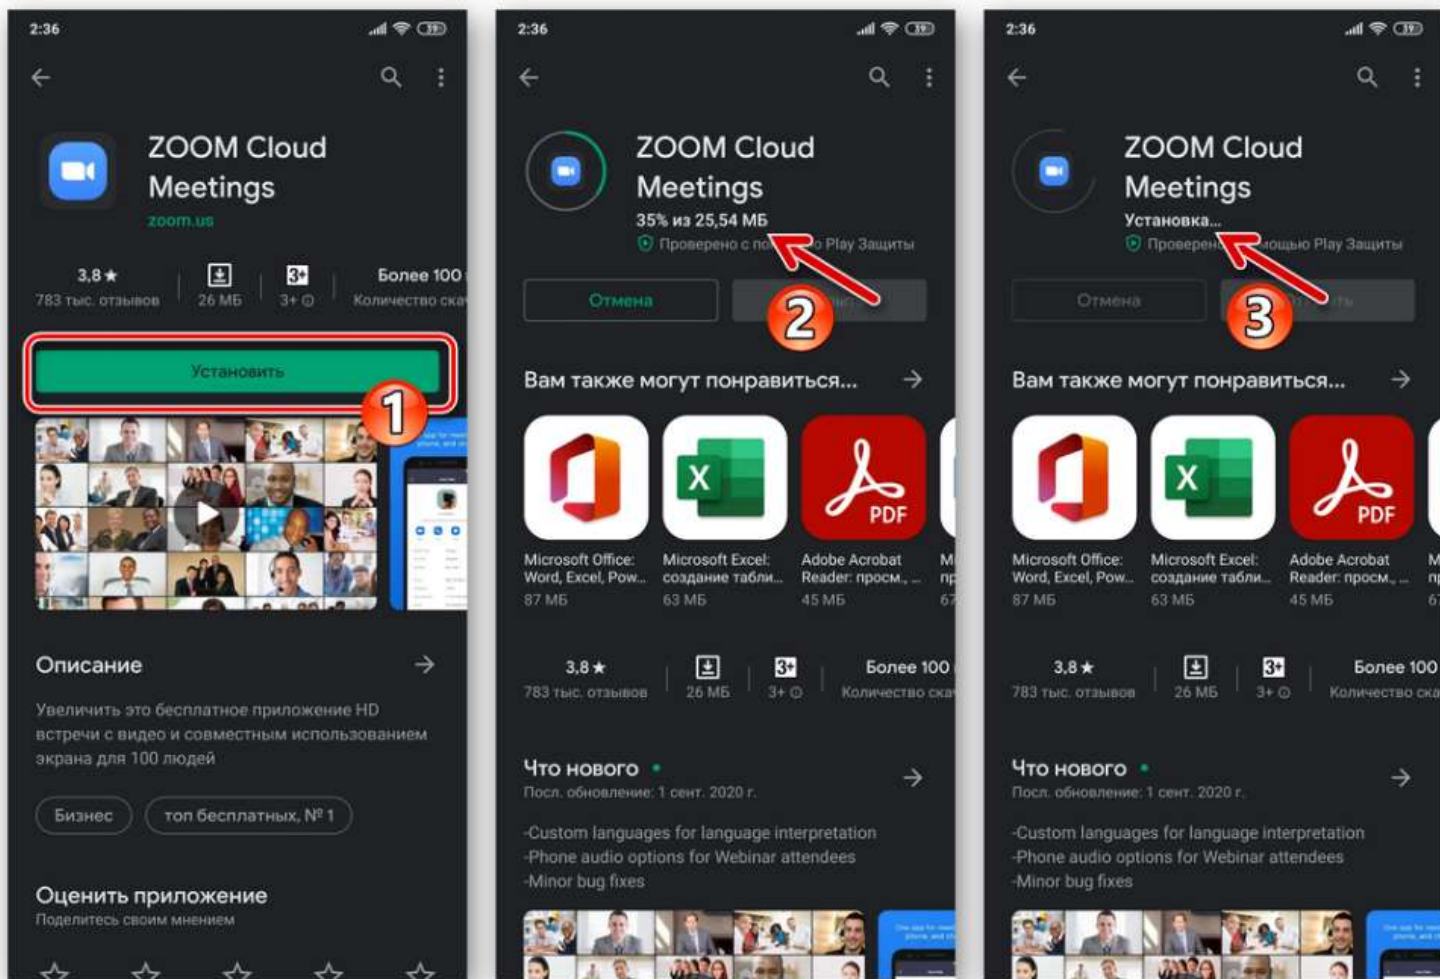 2:36
39
ZOOM Cloud
Meetings
zoom.us
3,8 ★
783 тыс. отзывов
26 МБ
3+
3+
Более 100
Количество ска
Установить
1
Описание
Увеличить это бесплатное приложение HD
встречи с видео и совместным использованием
экрана для 100 людей
Бизнес
топ бесплатных, № 1
Оценить приложение
Поделитесь своим мнением
2:36
39
ZOOM Cloud
Meetings
35% из 25,54 МБ
Проверено с Play Защиты
Отмена
2
Вам также могут понравиться...
PDF
Microsoft Office:
Word, Excel, Pow...
87 МБ
Microsoft Excel:
создание табли...
63 МБ
Adobe Acrobat
Reader: просм., ...
45 МБ
3,8 ★
783 тыс. отзывов
26 МБ
3+
3+
Более 100
Количество ска
Что нового
Посл. обновление: 1 сент. 2020 г.
-Custom languages for language interpretation
-Phone audio options for Webinar attendees
-Minor bug fixes
2:36
39
ZOOM Cloud
Meetings
Установка...
Play Защиты
Отмена
3
Вам также могут понравиться...
PDF
Microsoft Office:
Word, Excel, Pow...
87 МБ
Microsoft Excel:
создание табли...
63 МБ
Adobe Acrobat
Reader: просм., ...
45 МБ
3,8 ★
783 тыс. отзывов
26 МБ
3+
3+
Более 100
Количество ска
Что нового
Посл. обновление: 1 сент. 2020 г.
-Custom languages for language interpretation
-Phone audio options for Webinar attendees
-Minor bug fixes